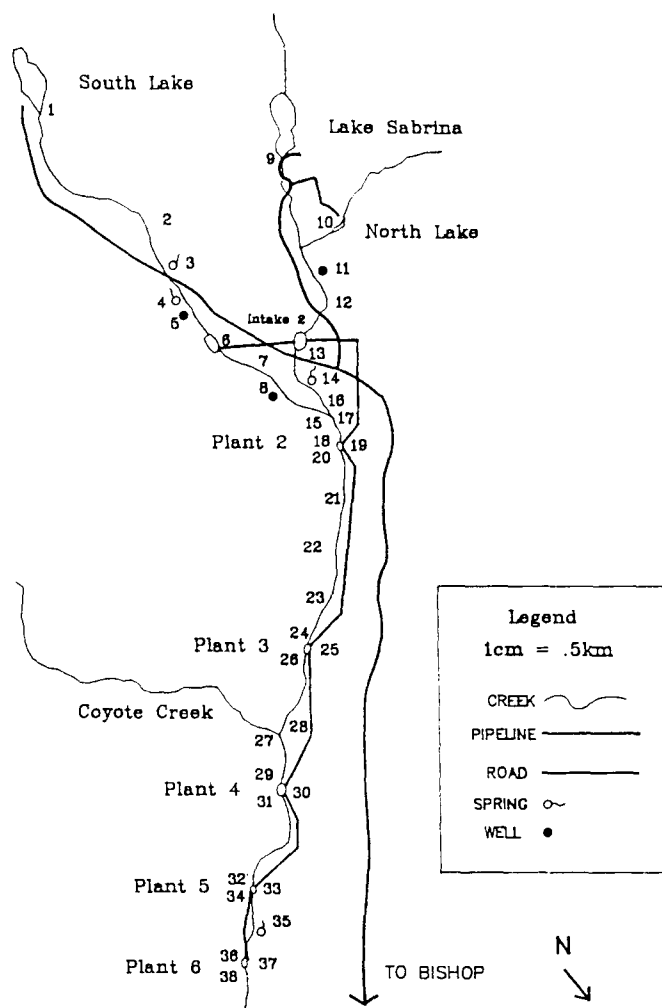 South Lake
1
Lake Sabrina
9
2
10
North Lake
3
11
4
12
5
Intake 2
6
13
7
14
8
16
15
17
Plant 2
18
19
20
21
22
23
24
Plant 3
25
26
Coyote Creek
28
27
29
Plant 4
30
31
32
Plant 5
33
34
35
36
Plant 6
37
38
Legend
1cm = .5km
CREEK
PIPELINE
ROAD
SPRING
WELL
N
TO BISHOP